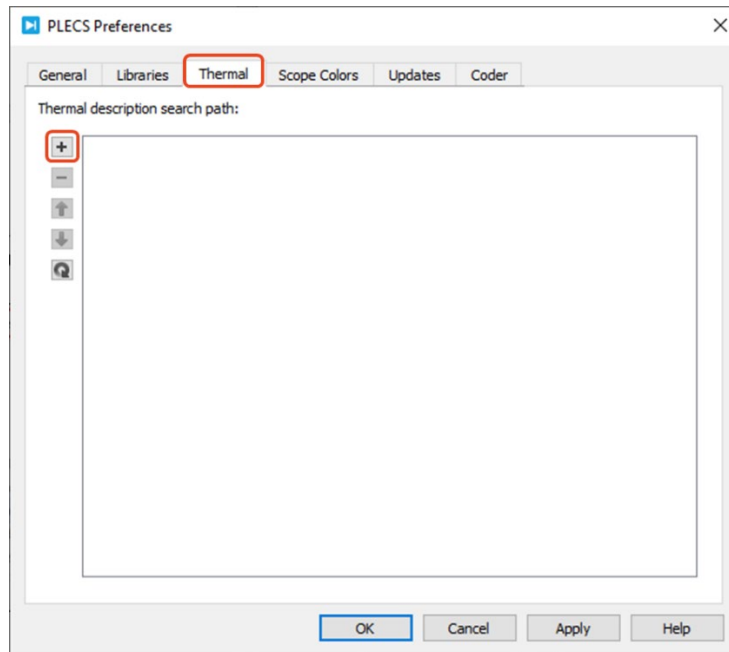 PLECS Preferences
General Libraries Thermal Scope Colors Updates Coder
Thermal description search path:
OK Cancel Apply Help